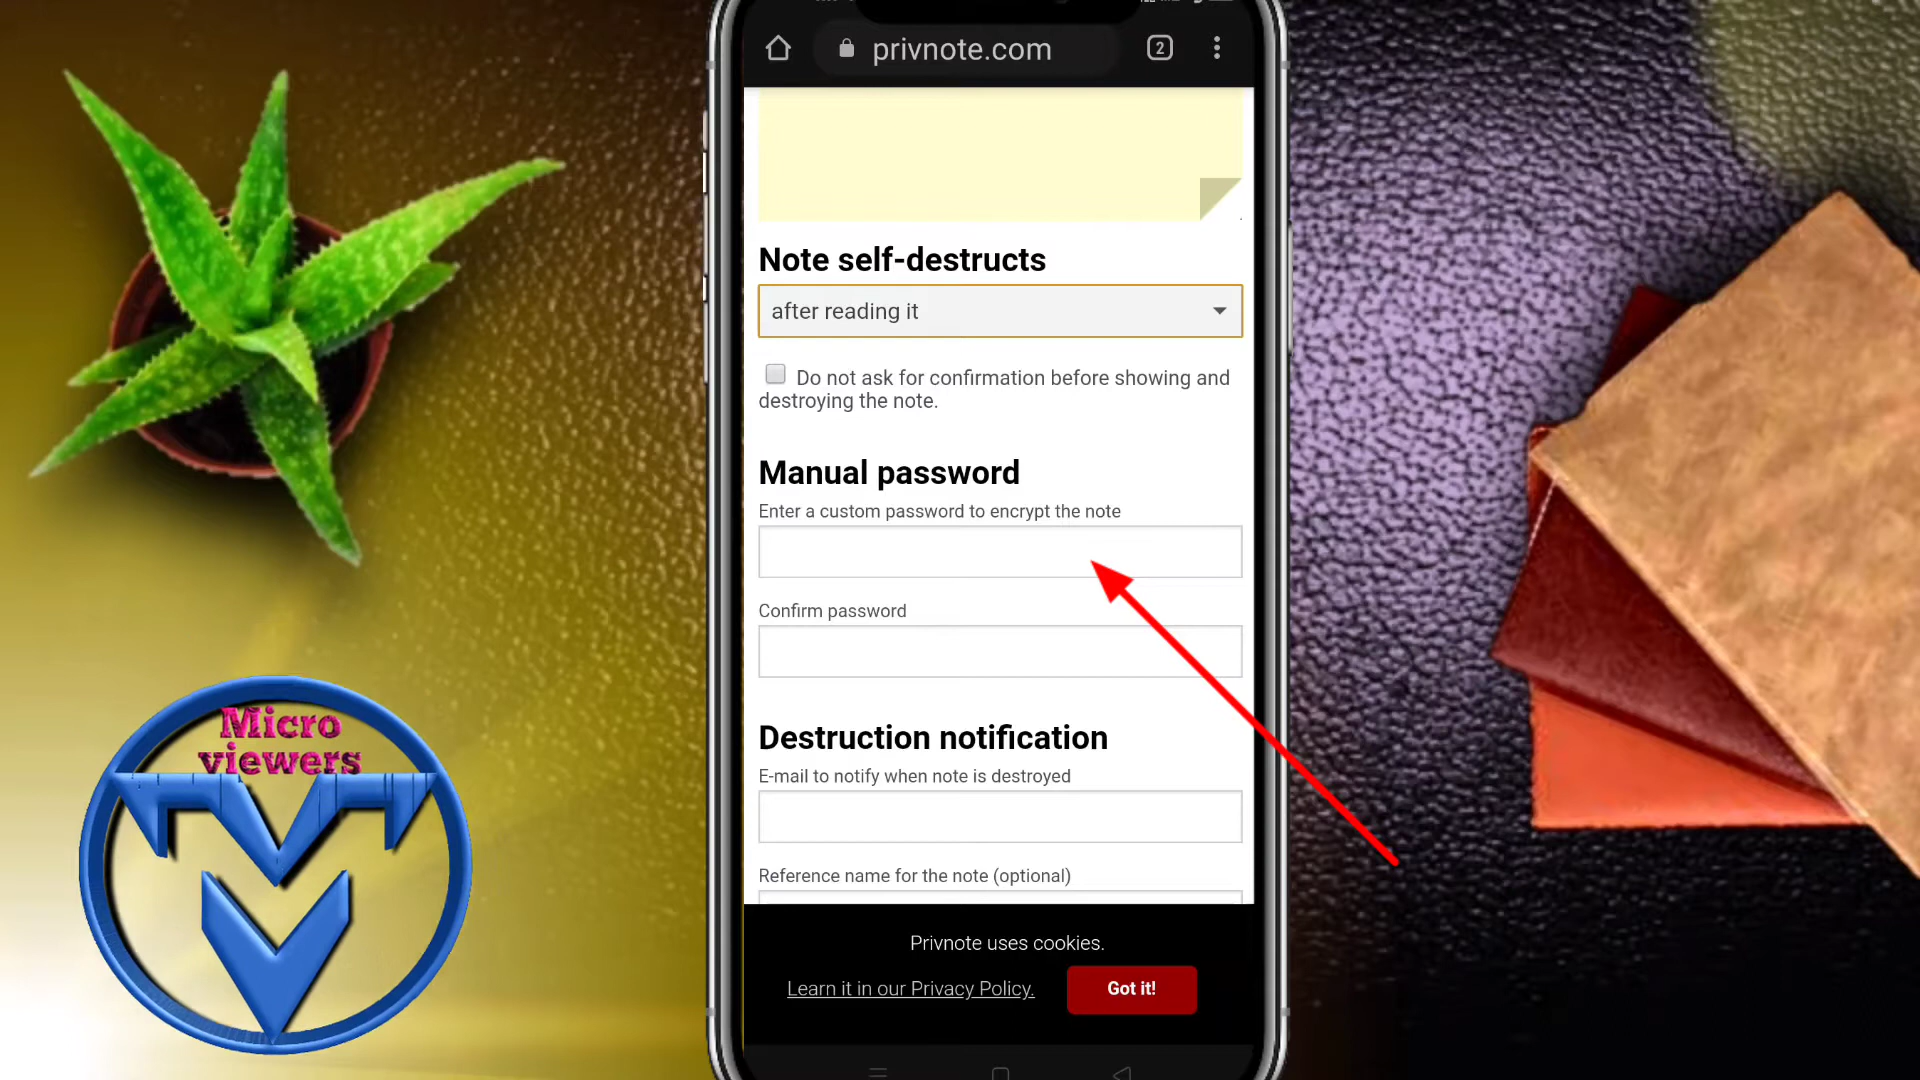 privnote.com
2
Note self-destructs
after reading it
Do not ask for confirmation before showing and
destroying the note.
Manual password
Enter a custom password to encrypt the note
Confirm password
Destruction notification
E-mail to notify when note is destroyed
Reference name for the note (optional)
Privnote uses cookies.
Learn it in our Privacy Policy.
Got it!
Micro
viewers